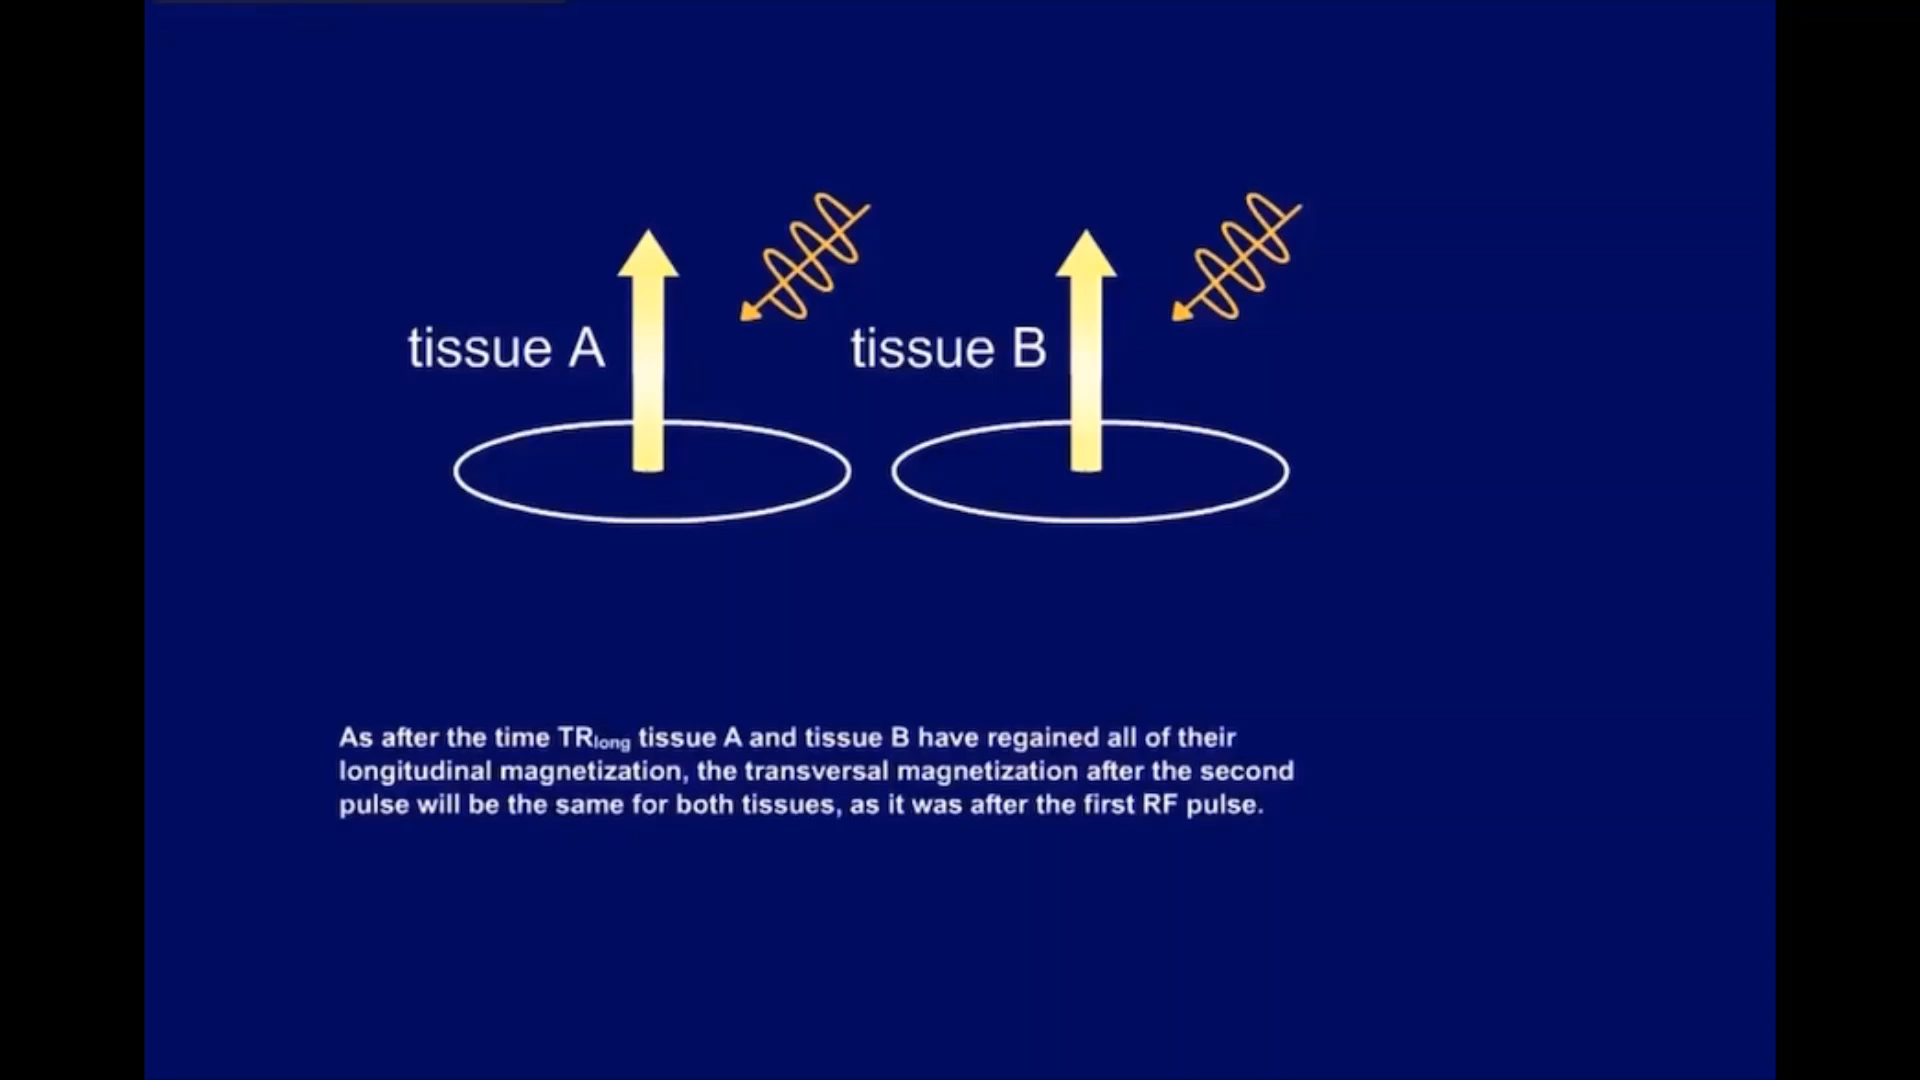 tissue A
tissue B
As after the time TRlong tissue A and tissue B have regained all of their
longitudinal magnetization, the transversal magnetization after the second
pulse will be the same for both tissues, as it was after the first RF pulse.